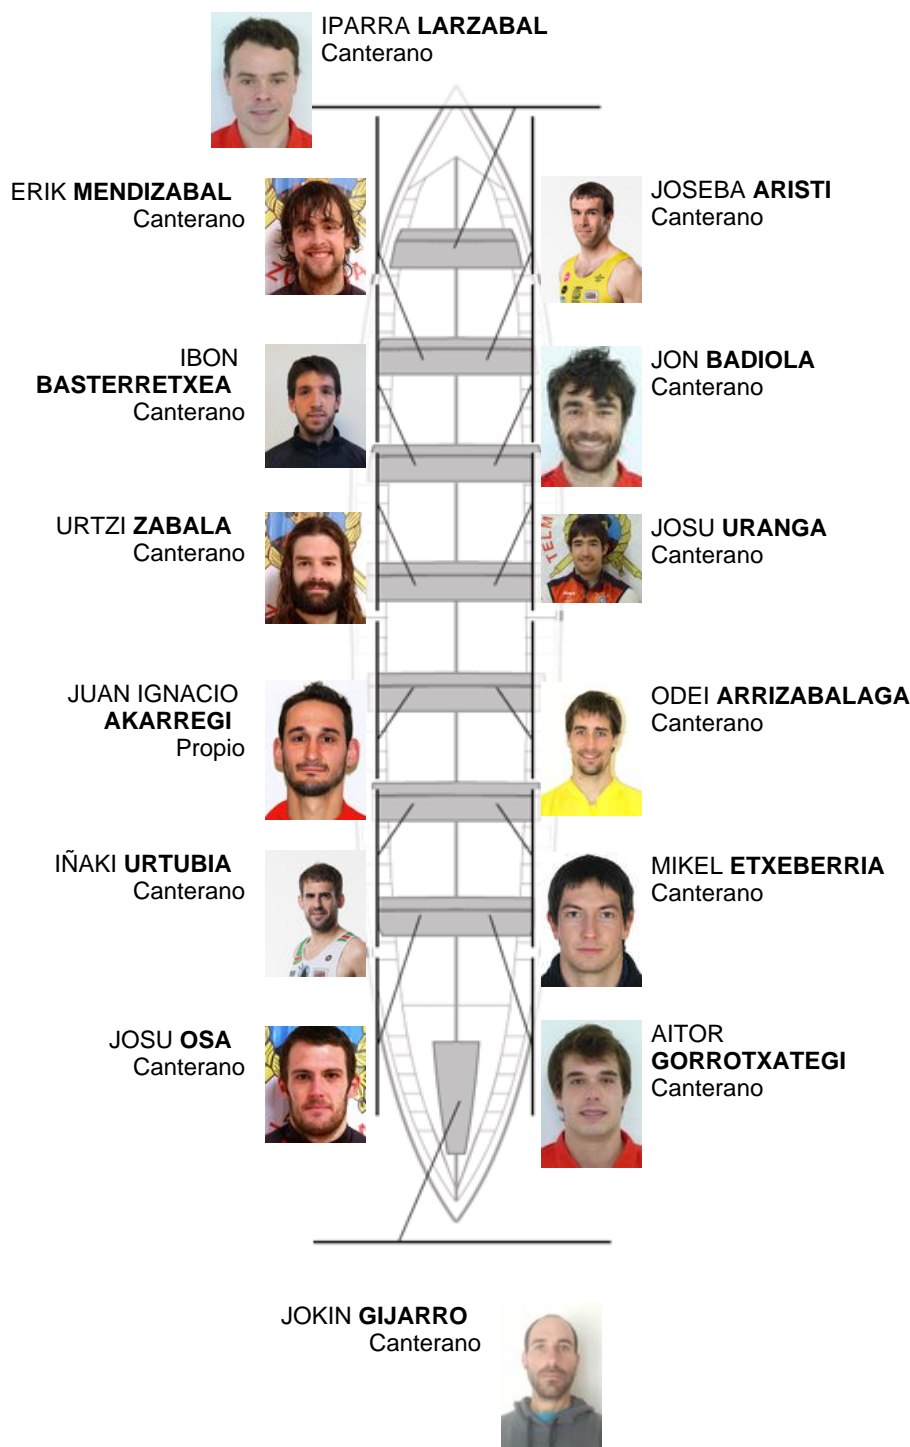 IPARRA LARZABAL
Canterano
ERIK MENDIZABAL
Canterano
JOSEBA ARISTI
Canterano
IBON
BASTERRETXEA
Canterano
JON BADIOLA
Canterano
URTZI ZABALA
Canterano
TELM
JOSU URANGA
Canterano
JUAN IGNACIO
AKARREGI
Propio
ODEI ARRIZABALAGA
Canterano
IÑAKI URTUBIA
Canterano
MIKEL ETXEBERRIA
Canterano
JOSU OSA
Canterano
AITOR
GORROTXATEGI
Canterano
JOKIN GIJARRO
Canterano